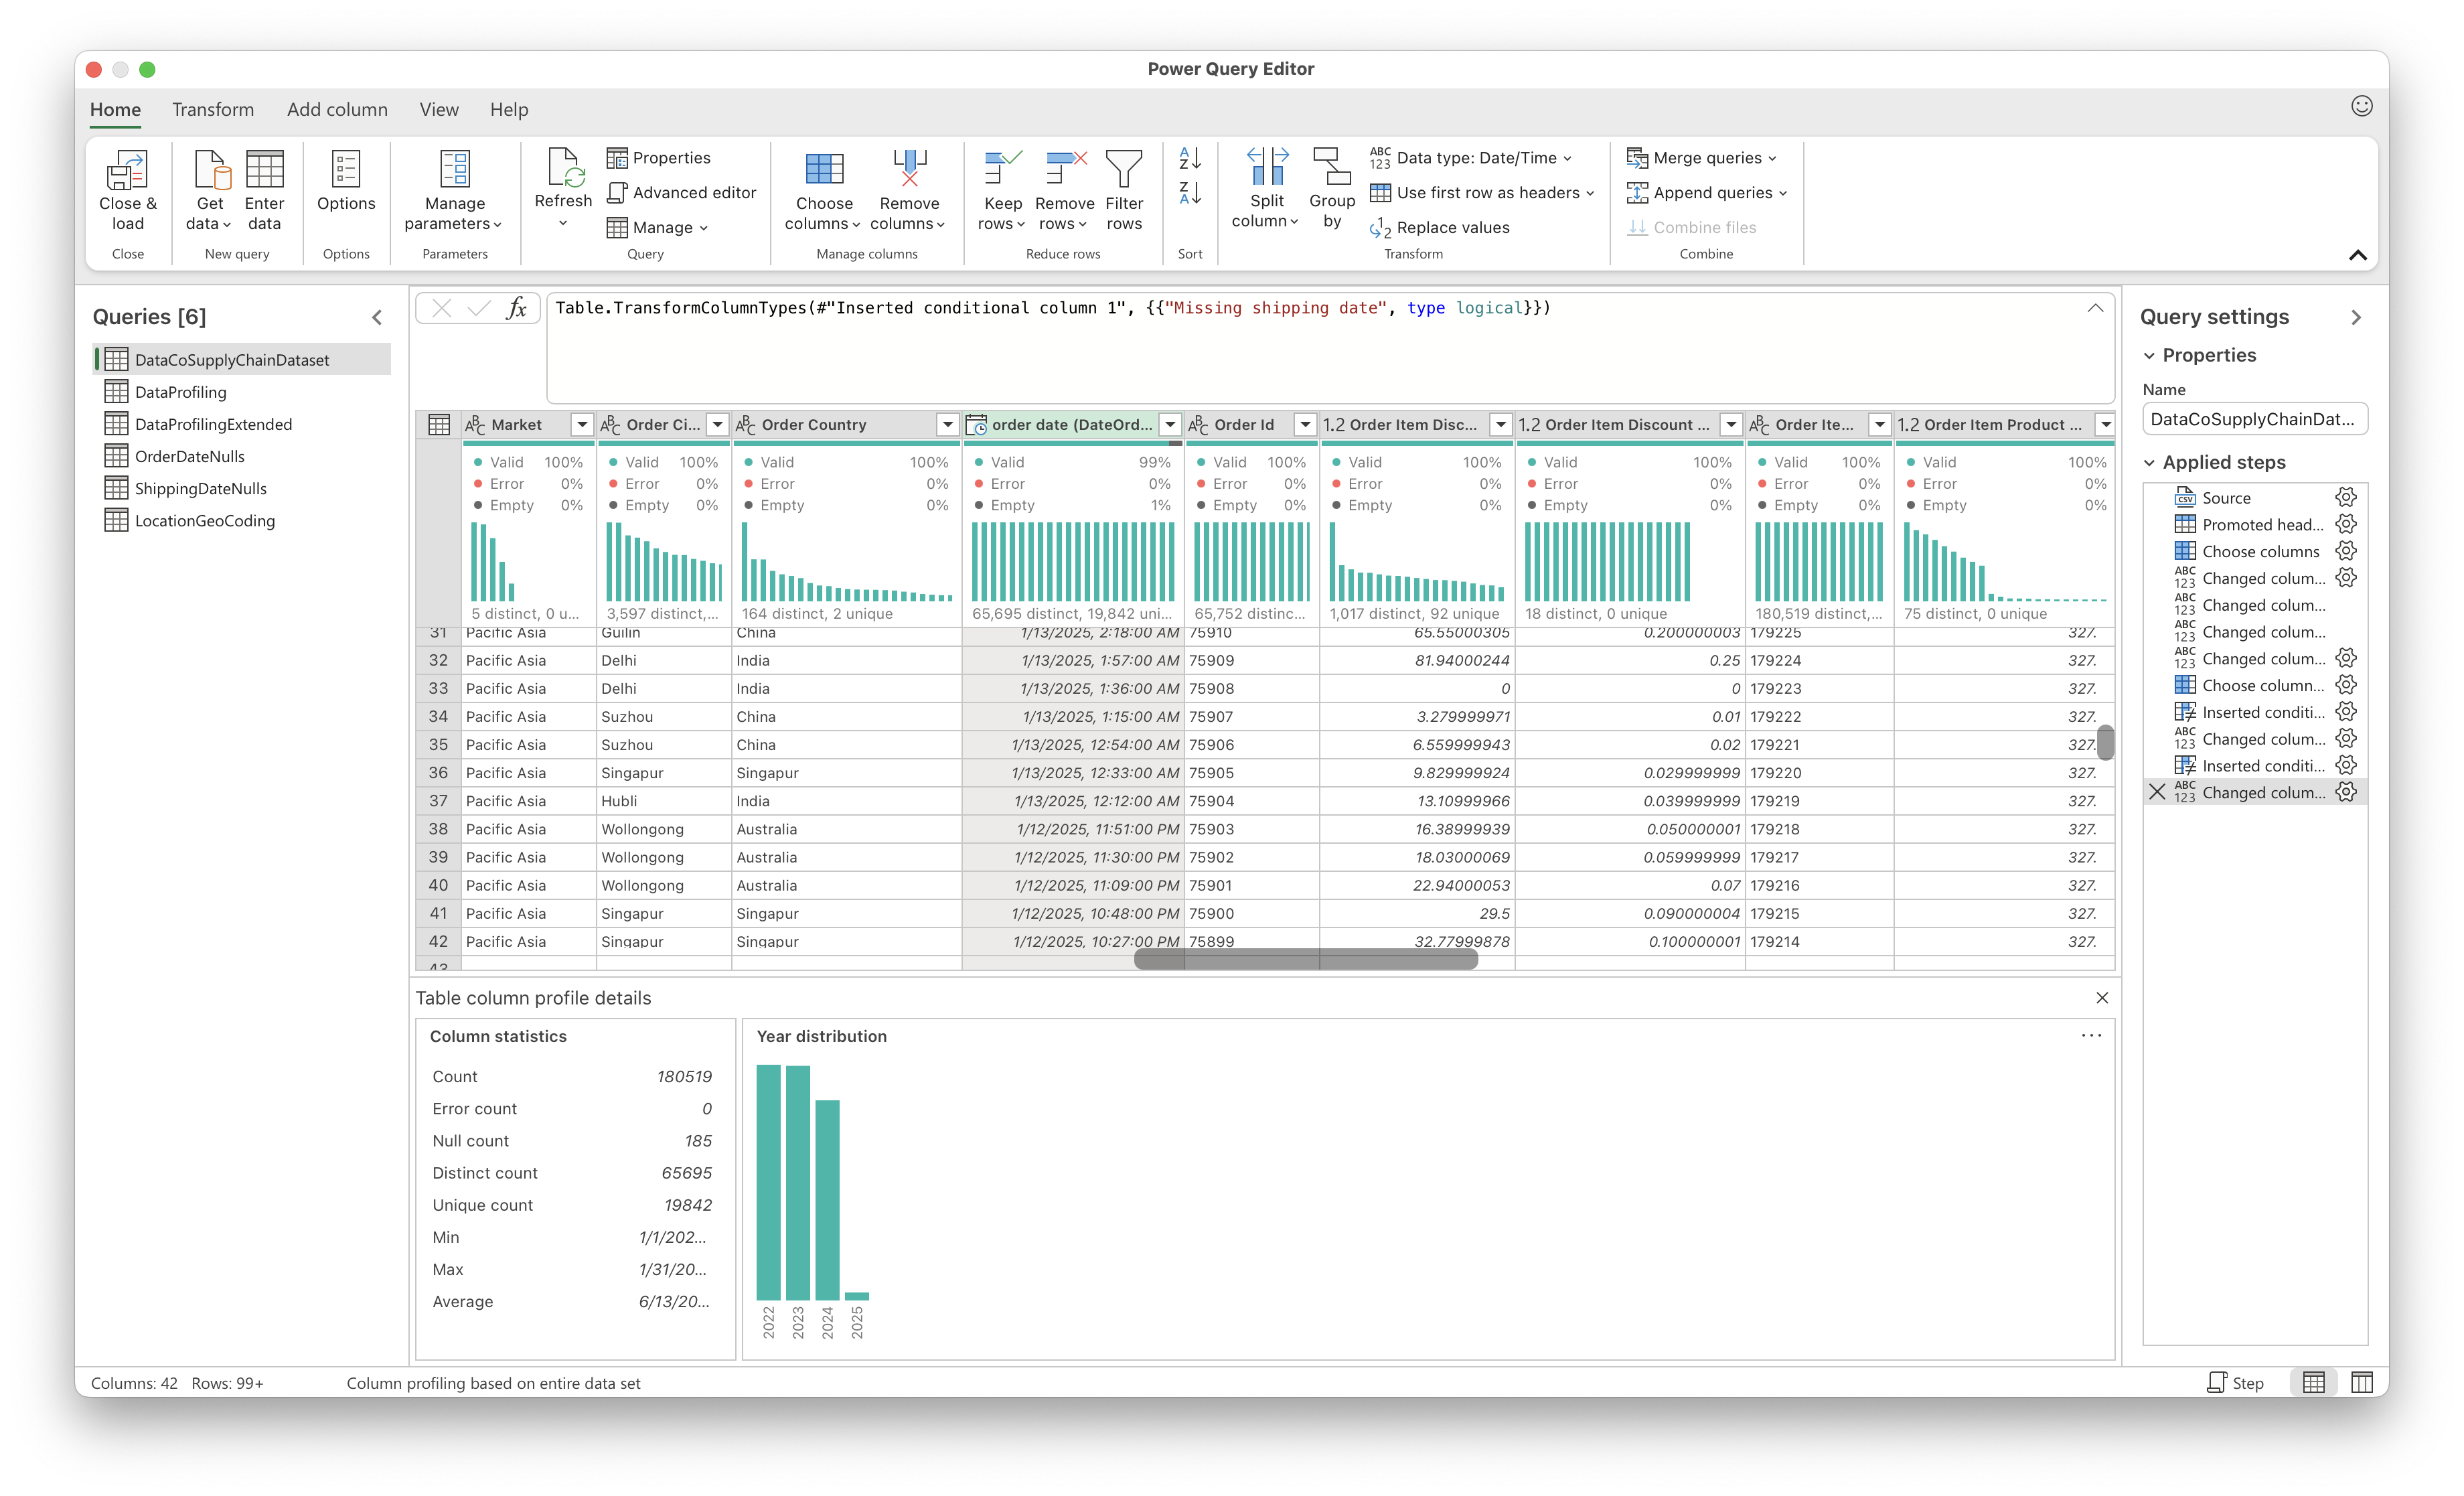 Power Query Editor
Home Transform Add column View Help
Close & load
Close
Get data
Enter data
New query
Options
Options
Manage parameters
Parameters
Refresh
Properties
Advanced editor
Manage
Query
Choose columns
Remove columns
Manage columns
Keep rows
Remove rows
Filter rows
Reduce rows
Sort
Split column
Group by
Data type: Date/Time
Use first row as headers
Replace values
Transform
Merge queries
Append queries
Combine files
Combine
Queries [6]
DataCoSupplyChainDataset
DataProfiling
DataProfilingExtended
OrderDateNulls
ShippingDateNulls
LocationGeoCoding
fx
Table.TransformColumnTypes(#"Inserted conditional column 1", {{"Missing shipping date", type logical}})
Market Order Ci... Order Country order date (DateOrd... Order Id 1.2 Order Item Disc... 1.2 Order Item Discount ... Order Ite... 1.2 Order Item Product ...
Valid 100% Valid 100% Valid 100% Valid 99% Valid 100% Valid 100% Valid 100% Valid 100% Valid 100%
Error 0% Error 0% Error 0% Error 0% Error 0% Error 0% Error 0% Error 0% Error 0%
Empty 0% Empty 0% Empty 0% Empty 1% Empty 0% Empty 0% Empty 0% Empty 0% Empty 0%
5 distinct, 0 u... 3,597 distinct,... 164 distinct, 2 unique 65,695 distinct, 19,842 uni... 65,752 distinc... 1,017 distinct, 92 unique 18 distinct, 0 unique 180,519 distinct,... 75 distinct, 0 unique
31 Pacific Asia Guilin China 1/13/2025, 2:18:00 AM 75910 65.55000305 0.200000003 179225 327.
32 Pacific Asia Delhi India 1/13/2025, 1:57:00 AM 75909 81.94000244 0.25 179224 327.
33 Pacific Asia Delhi India 1/13/2025, 1:36:00 AM 75908 0 0 179223 327.
34 Pacific Asia Suzhou China 1/13/2025, 1:15:00 AM 75907 3.279999971 0.01 179222 327.
35 Pacific Asia Suzhou China 1/13/2025, 12:54:00 AM 75906 6.559999943 0.02 179221 327.
36 Pacific Asia Singapur Singapur 1/13/2025, 12:33:00 AM 75905 9.829999924 0.029999999 179220 327.
37 Pacific Asia Hubli India 1/13/2025, 12:12:00 AM 75904 13.10999966 0.039999999 179219 327.
38 Pacific Asia Wollongong Australia 1/12/2025, 11:51:00 PM 75903 16.38999939 0.050000001 179218 327.
39 Pacific Asia Wollongong Australia 1/12/2025, 11:30:00 PM 75902 18.03000069 0.059999999 179217 327.
40 Pacific Asia Wollongong Australia 1/12/2025, 11:09:00 PM 75901 22.94000053 0.07 179216 327.
41 Pacific Asia Singapur Singapur 1/12/2025, 10:48:00 PM 75900 29.5 0.090000004 179215 327.
42 Pacific Asia Singapur Singapur 1/12/2025, 10:27:00 PM 75899 32.77999878 0.100000001 179214 327.
43
Table column profile details
Column statistics
Count 180519
Error count 0
Null count 185
Distinct count 65695
Unique count 19842
Min 1/1/202...
Max 1/31/20...
Average 6/13/20...
Year distribution
2022 2023 2024 2025
Query settings
Properties
Name
DataCoSupplyChainDat...
Applied steps
Source
Promoted head...
Choose columns
Changed colum...
Changed colum...
Changed colum...
Changed colum...
Choose column...
Inserted conditi...
Changed colum...
Inserted conditi...
Changed colum...
Columns: 42 Rows: 99+ Column profiling based on entire data set
Step